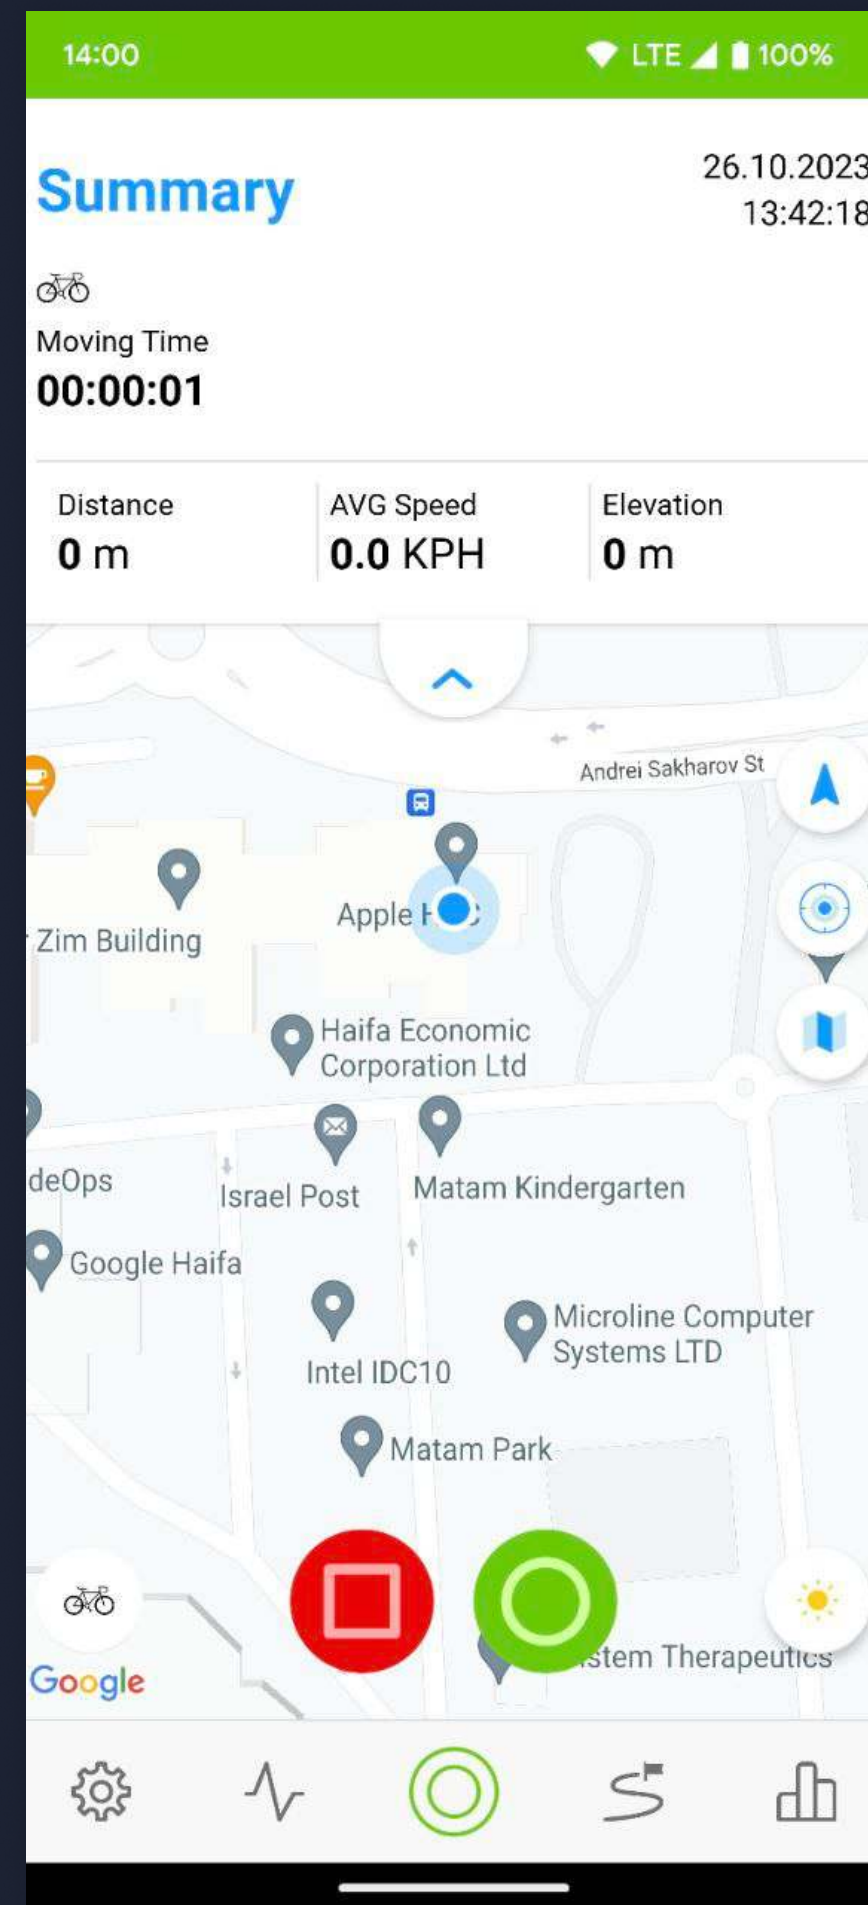 14:00
LTE
100%
Summary
26.10.2023
13:42:18
Moving Time
00:00:01
Distance
AVG Speed
Elevation
0 m
0.0 KPH
0 m
Andrei Sakharov St
Apple
Zim Building
Haifa Economic
Corporation Ltd
deOps
Israel Post
Matam Kindergarten
Google Haifa
Microline Computer
Systems LTD
Intel IDC10
Matam Park
stem Therapeutics
Google